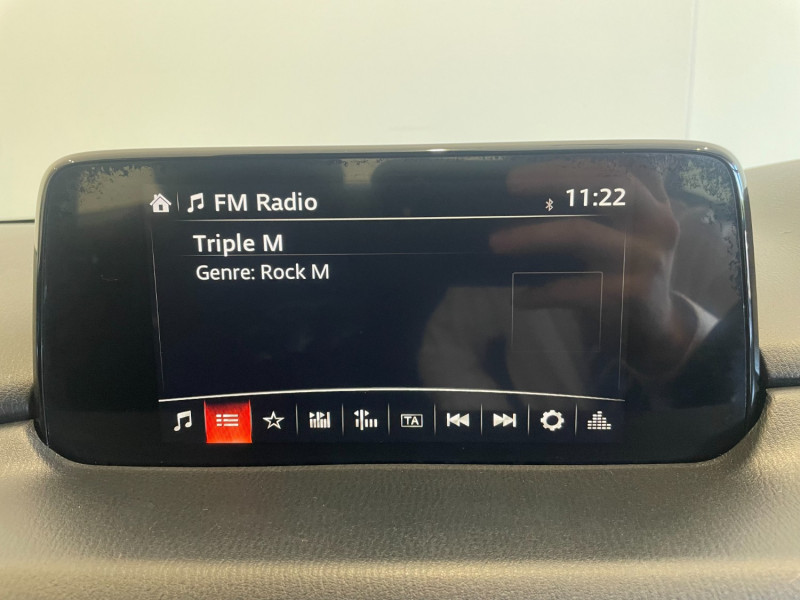 FM Radio 11:22
Triple M
Genre: Rock M
TA